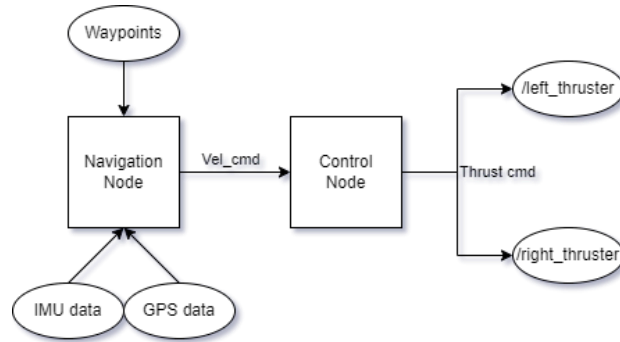 Waypoints
/left_thruster
Navigation
Node
Vel_cmd
Control
Node
Thrust cmd
/right_thruster
IMU data
GPS data